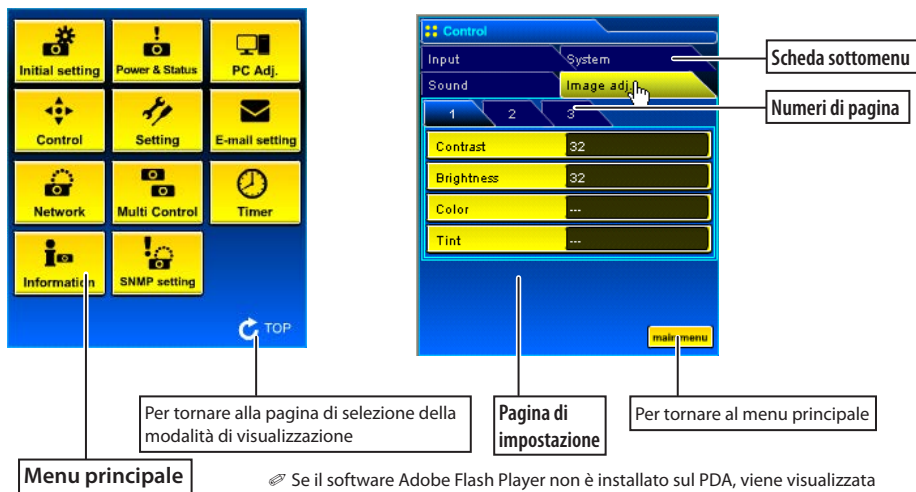 Initial setting
Power & Status
PC Adj.
Control
Setting
E-mail setting
Network
Multi Control
Timer
Information
SNMP setting
TOP
Control
Input
System
Sound
Image adj.
1
2
3
Contrast
32
Brightness
32
Color
---
Tint
---
main menu
Scheda sottomenu
Numeri di pagina
Per tornare alla pagina di selezione della
modalità di visualizzazione
Pagina di
impostazione
Per tornare al menu principale
Menu principale
Se il software Adobe Flash Player non è installato sul PDA, viene visualizzata